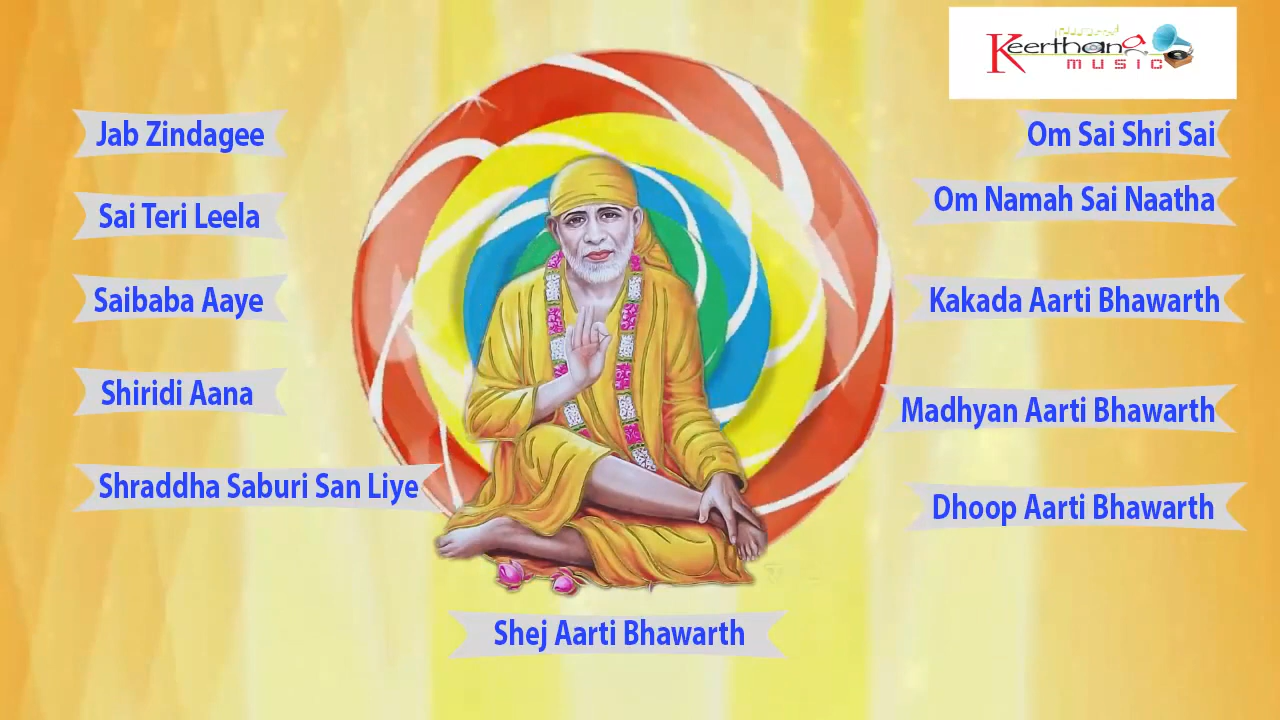 Keerthana
music
Jab Zindagee
Sai Teri Leela
Saibaba Aaye
Shiridi Aana
Shraddha Saburi San Liye
Om Sai Shri Sai
Om Namah Sai Naatha
Kakada Aarti Bhawarth
Madhyan Aarti Bhawarth
Dhoop Aarti Bhawarth
Shej Aarti Bhawarth